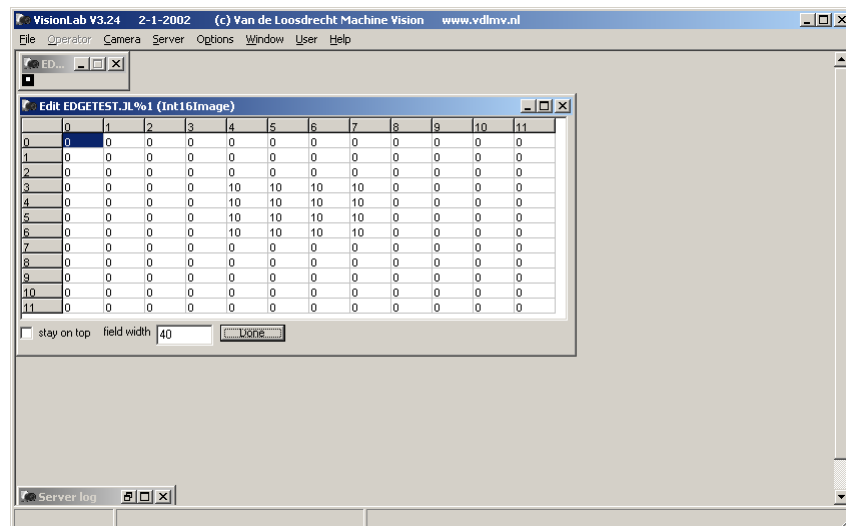 VisionLab V3.24 2-1-2002 (c) Van de Loosdrecht Machine Vision www.vdlmv.nl
File Operator Camera Server Options Window User Help
ED...
Edit EDGETEST.JL%1 (Int16Image)
0 1 2 3 4 5 6 7 8 9 10 11
0 0 0 0 0 0 0 0 0 0 0 0 0
1 0 0 0 0 0 0 0 0 0 0 0 0
2 0 0 0 0 0 0 0 0 0 0 0 0
3 0 0 0 0 10 10 10 10 0 0 0 0
4 0 0 0 0 10 10 10 10 0 0 0 0
5 0 0 0 0 10 10 10 10 0 0 0 0
6 0 0 0 0 10 10 10 10 0 0 0 0
7 0 0 0 0 0 0 0 0 0 0 0 0
8 0 0 0 0 0 0 0 0 0 0 0 0
9 0 0 0 0 0 0 0 0 0 0 0 0
10 0 0 0 0 0 0 0 0 0 0 0 0
11 0 0 0 0 0 0 0 0 0 0 0 0
stay on top field width 40 Done
Server log